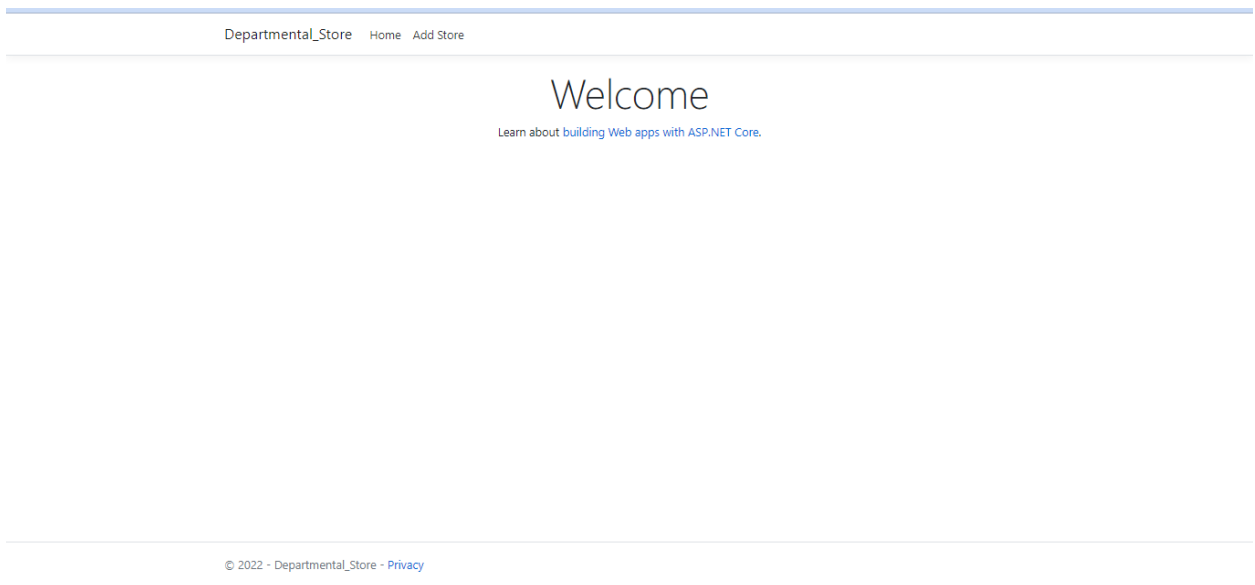 Departmental_Store Home Add Store
Welcome
Learn about building Web apps with ASP.NET Core.
© 2022 - Departmental_Store - Privacy